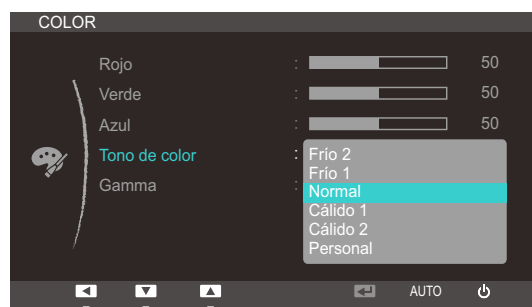 COLOR
Rojo : 50
Verde : 50
Azul : 50
Tono de color :
Frío 2
Frío 1
Gamma :
Normal
Cálido 1
Cálido 2
Personal
AUTO